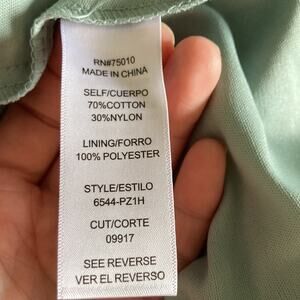 RN#75010
MADE IN CHINA
SELF/CUERPO
70%COTTON
30%NYLON
LINING/FORRO
100% POLYESTER
STYLE/ESTILO
6544-PZ1H
CUT/CORTE
09917
SEE REVERSE
VER EL REVERSO